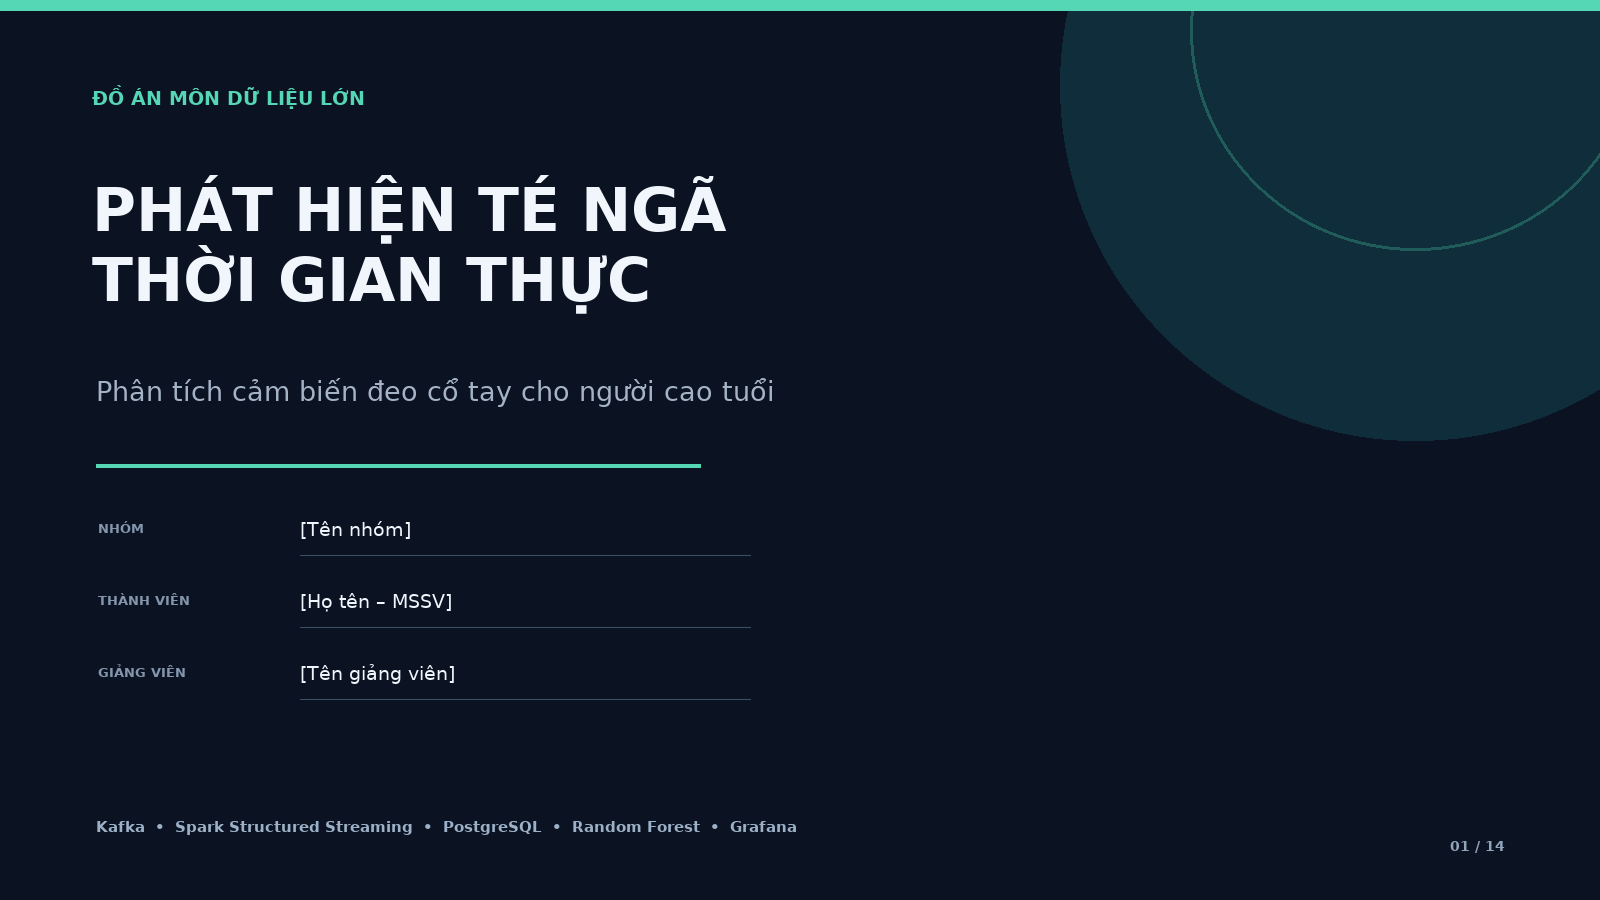 ĐỒ ÁN MÔN DỮ LIỆU LỚN
PHÁT HIỆN TÉ NGÃ
THỜI GIAN THỰC
Phân tích cảm biến đeo cổ tay cho người cao tuổi
NHÓM [Tên nhóm]
THÀNH VIÊN [Họ tên – MSSV]
GIẢNG VIÊN [Tên giảng viên]
Kafka • Spark Structured Streaming • PostgreSQL • Random Forest • Grafana
01 / 14